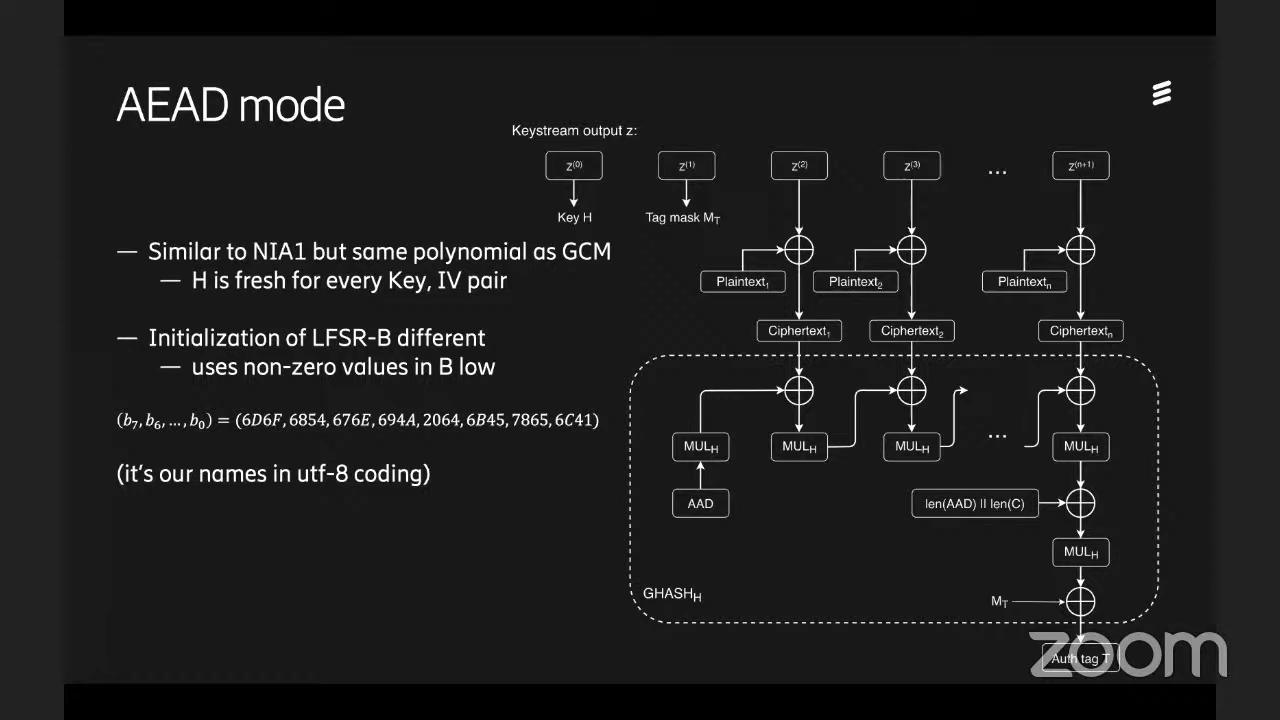 AEAD mode
Keystream output z:
z(0) z(1) z(2) z(3) ... z(n+1)
Key H Tag mask MT
— Similar to NIA1 but same polynomial as GCM
— H is fresh for every Key, IV pair
Plaintext1 Plaintext2 Plaintextn
— Initialization of LFSR-B different
Ciphertext1 Ciphertext2 Ciphertextn
— uses non-zero values in B low
(b7, b6, ..., b0) = (6D6F, 6854, 676E, 694A, 2064, 6B45, 7865, 6C41)
MULH MULH MULH ... MULH
(it's our names in utf-8 coding)
AAD len(AAD) || len(C)
MULH
GHASHH MT
Auth tag T
zoom